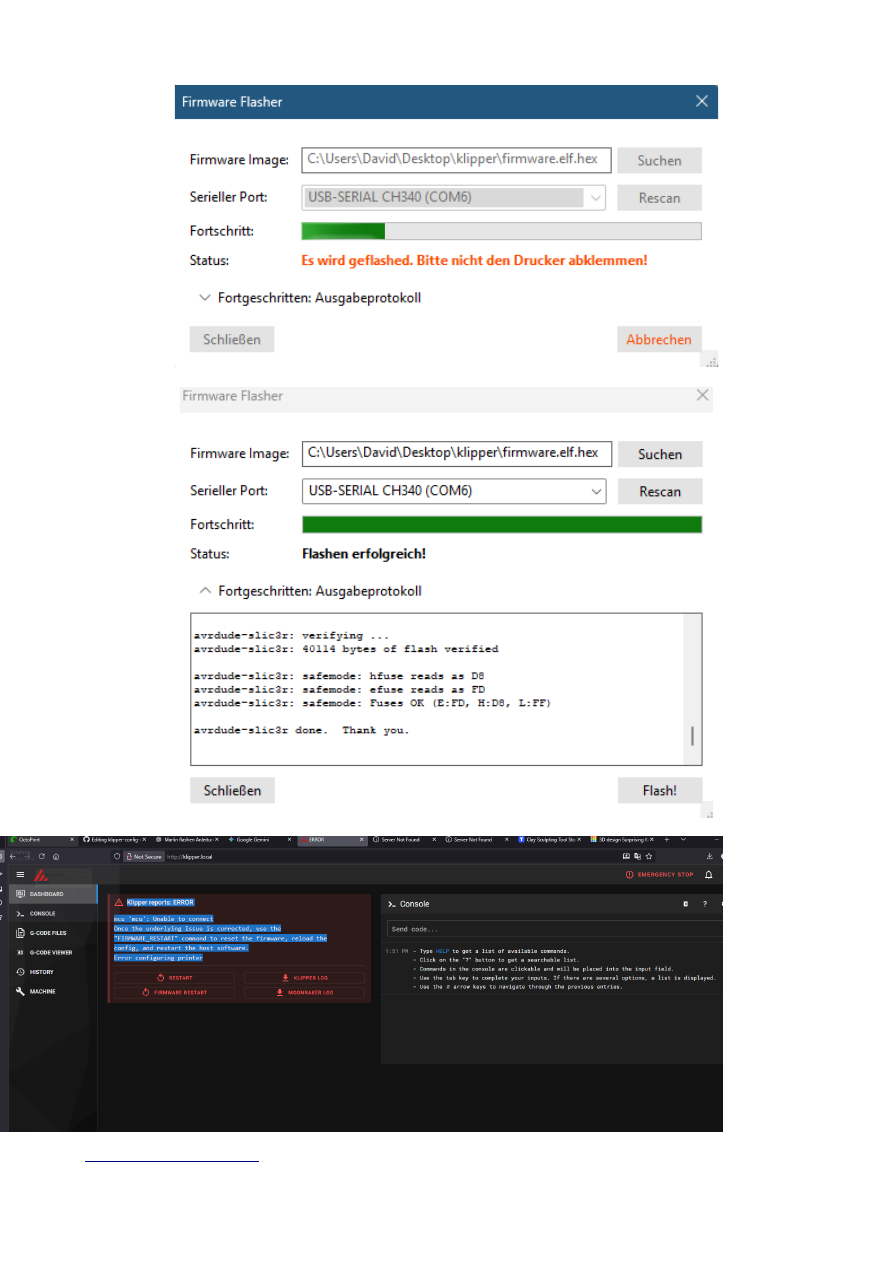 Firmware Flasher
Firmware Image: C:\Users\David\Desktop\klipper\firmware.elf.hex Suchen
Serieller Port: USB-SERIAL CH340 (COM6) Rescan
Fortschritt:
Status: Es wird geflashed. Bitte nicht den Drucker abklemmen!
Fortgeschritten: Ausgabeprotokoll
Schließen Abbrechen
Firmware Flasher
Firmware Image: C:\Users\David\Desktop\klipper\firmware.elf.hex Suchen
Serieller Port: USB-SERIAL CH340 (COM6) Rescan
Fortschritt:
Status: Flashen erfolgreich!
Fortgeschritten: Ausgabeprotokoll
avrdude-slic3r: verifying ...
avrdude-slic3r: 40114 bytes of flash verified
avrdude-slic3r: safemode: hfuse reads as D8
avrdude-slic3r: safemode: efuse reads as FD
avrdude-slic3r: safemode: Fuses OK (E:FD, H:D8, L:FF)
avrdude-slic3r done. Thank you.
Schließen Flash!
OctoPrint Editing klipper-config Marlin flashen Anleitu Google Gemini ERROR Server Not Found Server Not Found Clay Sculpting Tool Sto 3D design Surprising
Not Secure http://klipper.local
EMERGENCY STOP
DASHBOARD
CONSOLE
G-CODE FILES
G-CODE VIEWER
HISTORY
MACHINE
Klipper reports: ERROR
mcu 'mcu': Unable to connect
Once the underlying issue is corrected, use the
"FIRMWARE_RESTART" command to reset the firmware, reload the
config, and restart the host software.
Error configuring printer
RESTART KLIPPER LOG
FIRMWARE RESTART MOONRAKER LOG
Console
Send code...
1:51 PM - Type HELP to get a list of available commands.
- Click on the "?" button to get a searchable list.
- Commands in the console are clickable and will be placed into the input field.
- Use the tab key to complete your inputs. If there are several options, a list is displayed.
- Use the # arrow keys to navigate through the previous entries.